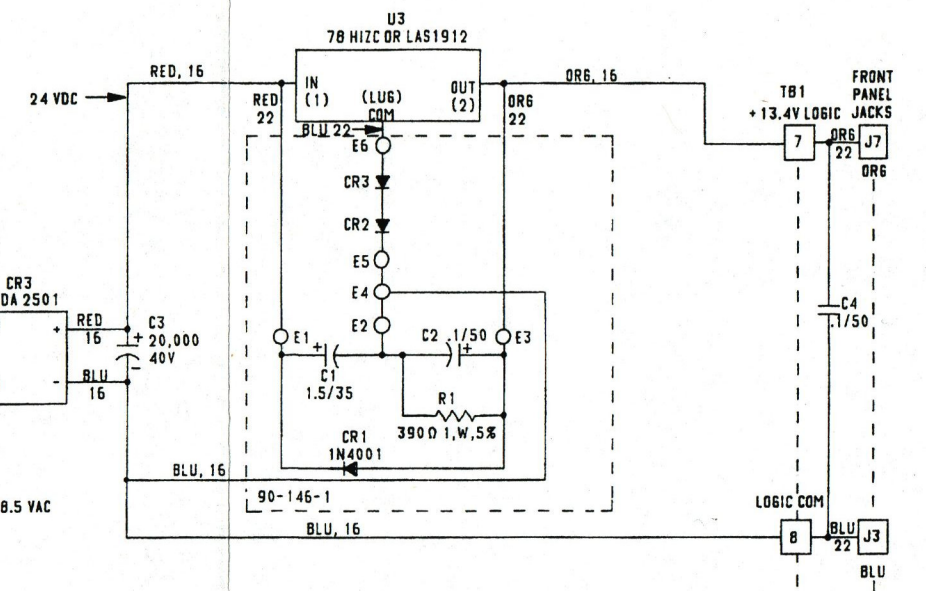 U3
78 HIZC OR LAS1912
RED, 16
24 VDC
IN
(1)
(LUG)
COM
OUT
(2)
RED
22
BLU 22
ORG
22
ORG, 16
TB1
+13.4V LOGIC
FRONT
PANEL
JACKS
7
ORG
22
J7
ORG
E6
CR3
CR2
E5
E4
E2
CR3
DA 2501
+
-
RED
16
BLU
16
+
-
C3
20,000
40V
E1
+
C1
1.5/35
C2 .1/50
+
E3
R1
390Ω 1,W,5%
CR1
1N4001
C4
.1/50
BLU, 16
90-146-1
8.5 VAC
BLU, 16
LOGIC COM
8
BLU
22
J3
BLU